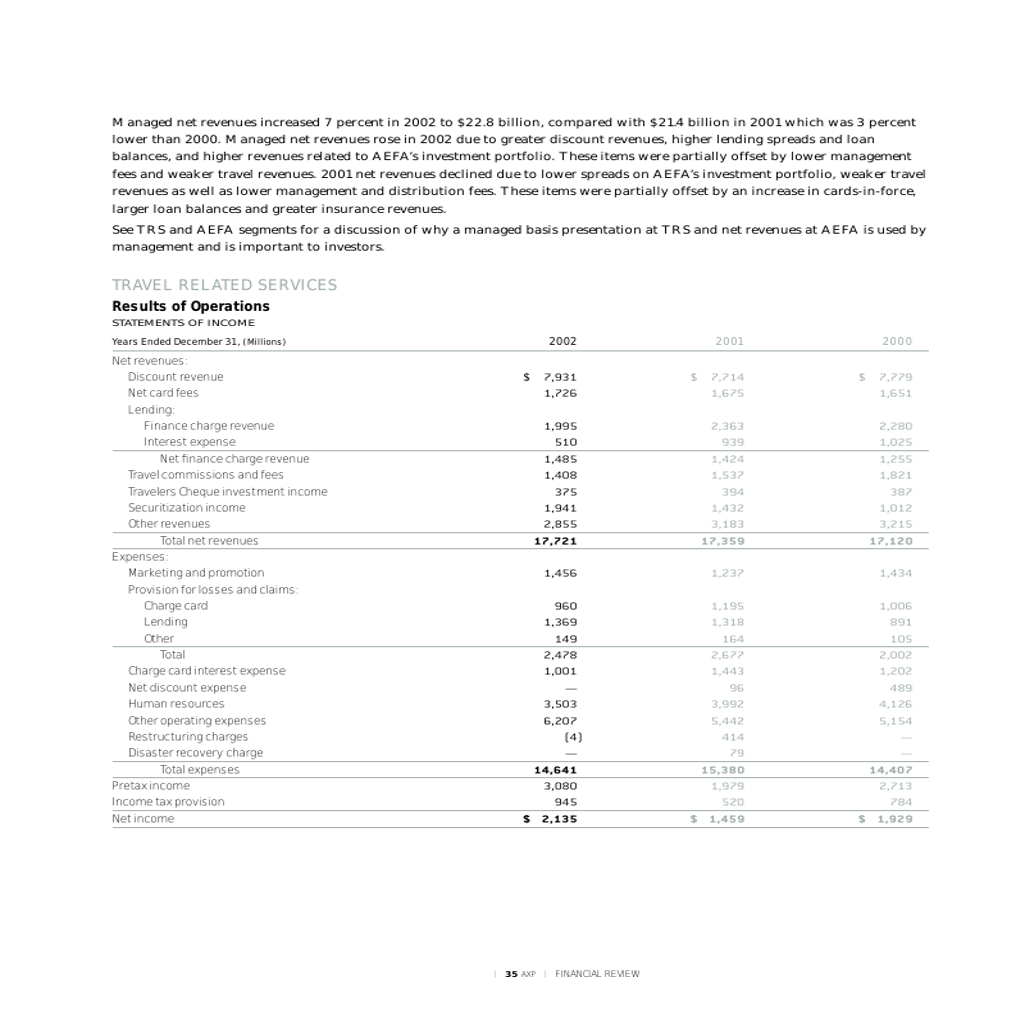 Managed net revenues increased 7 percent in 2002 to $22.8 billion, compared with $21.4 billion in 2001 which was 3 percent
lower than 2000. Managed net revenues rose in 2002 due to greater discount revenues, higher lending spreads and loan
balances, and higher revenues related to AEFA's investment portfolio. These items were partially offset by lower management
fees and weaker travel revenues. 2001 net revenues declined due to lower spreads on AEFA's investment portfolio, weaker travel
revenues as well as lower management and distribution fees. These items were partially offset by an increase in cards-in-force,
larger loan balances and greater insurance revenues.
See TRS and AEFA segments for a discussion of why a managed basis presentation at TRS and net revenues at AEFA is used by
management and is important to investors.
TRAVEL RELATED SERVICES
Results of Operations
STATEMENTS OF INCOME
Years Ended December 31, (Millions) 2002 2001 2000
Net revenues:
Discount revenue $ 7,931 $ 7,714 $ 7,779
Net card fees 1,726 1,675 1,651
Lending:
Finance charge revenue 1,995 2,363 2,280
Interest expense 510 939 1,025
Net finance charge revenue 1,485 1,424 1,255
Travel commissions and fees 1,408 1,537 1,821
Travelers Cheque investment income 375 394 387
Securitization income 1,941 1,432 1,012
Other revenues 2,855 3,183 3,215
Total net revenues 17,721 17,359 17,120
Expenses:
Marketing and promotion 1,456 1,237 1,434
Provision for losses and claims:
Charge card 960 1,195 1,006
Lending 1,369 1,318 891
Other 149 164 105
Total 2,478 2,677 2,002
Charge card interest expense 1,001 1,443 1,202
Net discount expense — 96 489
Human resources 3,503 3,992 4,126
Other operating expenses 6,207 5,442 5,154
Restructuring charges (4) 414 —
Disaster recovery charge — 79 —
Total expenses 14,641 15,380 14,407
Pretax income 3,080 1,979 2,713
Income tax provision 945 520 784
Net income $ 2,135 $ 1,459 $ 1,929
| 35 AXP | FINANCIAL REVIEW